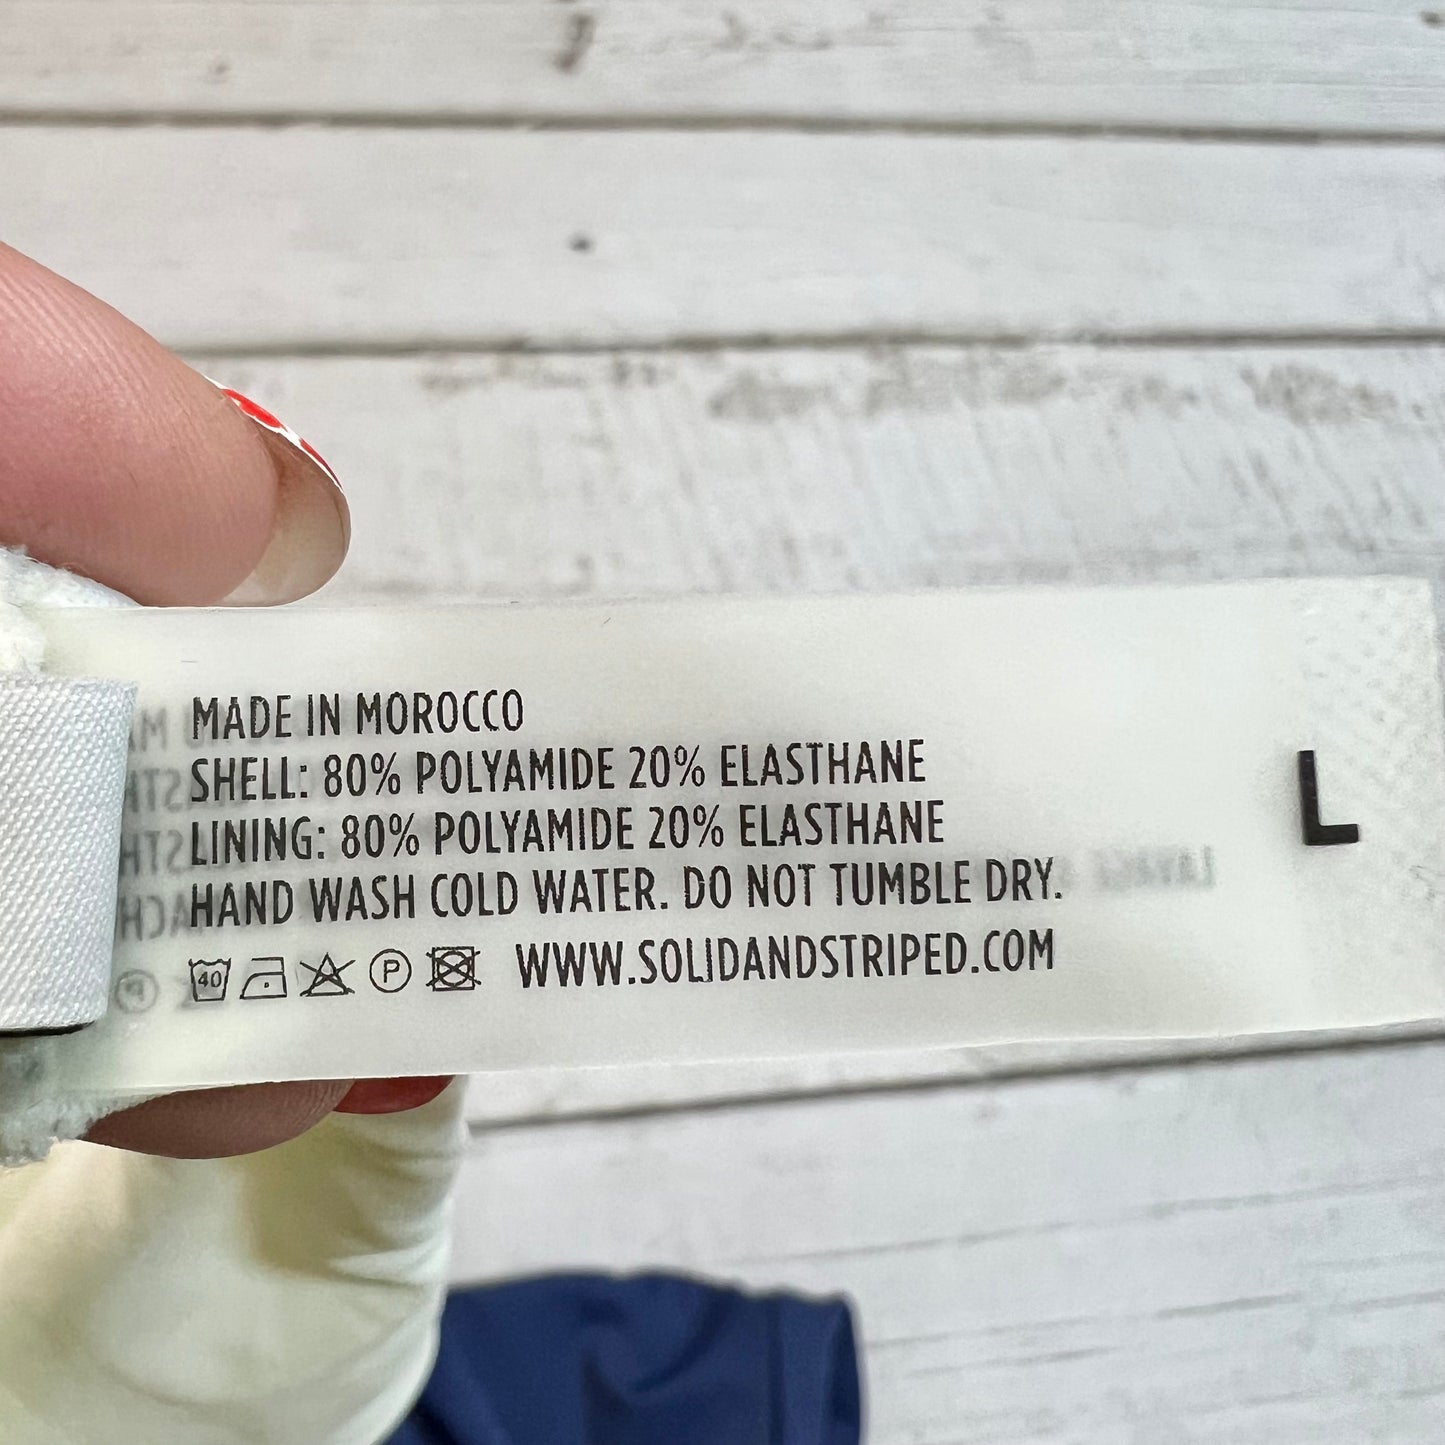 MADE IN MOROCCO
SHELL: 80% POLYAMIDE 20% ELASTHANE
LINING: 80% POLYAMIDE 20% ELASTHANE
HAND WASH COLD WATER. DO NOT TUMBLE DRY.
40 P WWW.SOLIDANDSTRIPED.COM
L